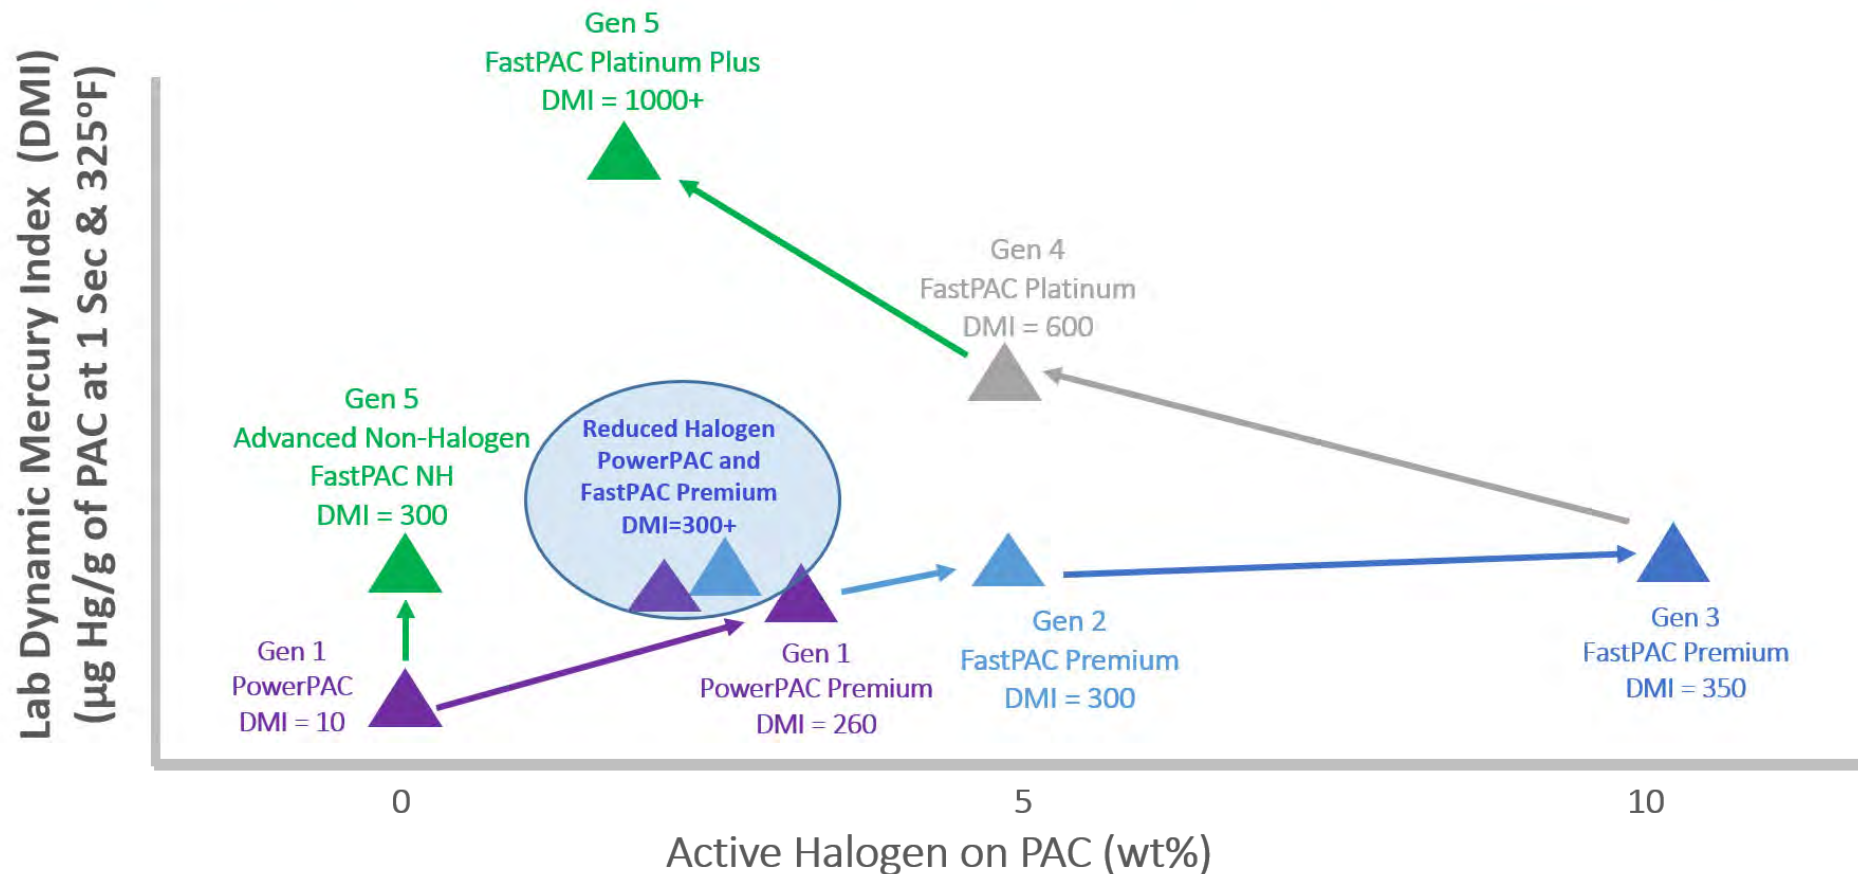 Lab Dynamic Mercury Index (DMI)
(µg Hg/g of PAC at 1 Sec & 325°F)
Gen 5
FastPAC Platinum Plus
DMI = 1000+
Gen 4
FastPAC Platinum
DMI = 600
Gen 5
Advanced Non-Halogen
FastPAC NH
DMI = 300
Reduced Halogen
PowerPAC and
FastPAC Premium
DMI=300+
Gen 1
PowerPAC
DMI = 10
Gen 1
PowerPAC Premium
DMI = 260
Gen 2
FastPAC Premium
DMI = 300
Gen 3
FastPAC Premium
DMI = 350
0
5
10
Active Halogen on PAC (wt%)